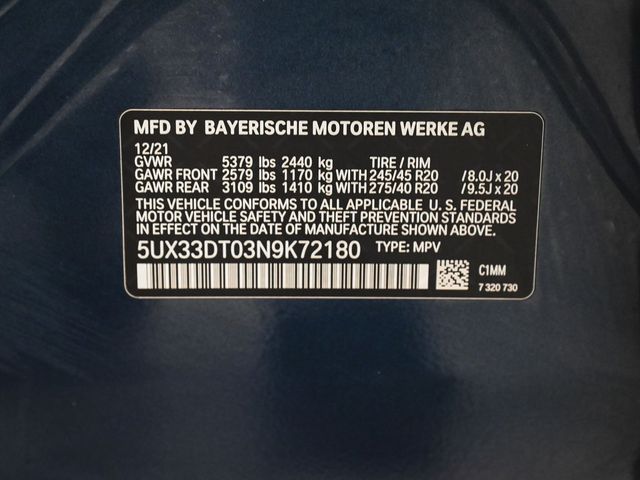 MFD BY BAYERISCHE MOTOREN WERKE AG
12/21
GVWR 5379 lbs 2440 kg TIRE / RIM
GAWR FRONT 2579 lbs 1170 kg WITH 245/45 R20 /8.0J x 20
GAWR REAR 3109 lbs 1410 kg WITH 275/40 R20 /9.5J x 20
THIS VEHICLE CONFORMS TO ALL APPLICABLE U. S. FEDERAL
MOTOR VEHICLE SAFETY AND THEFT PREVENTION STANDARDS
IN EFFECT ON THE DATE OF MANUFACTURE SHOWN ABOVE.
5UX33DT03N9K72180 TYPE: MPV
C1MM
7 320 730